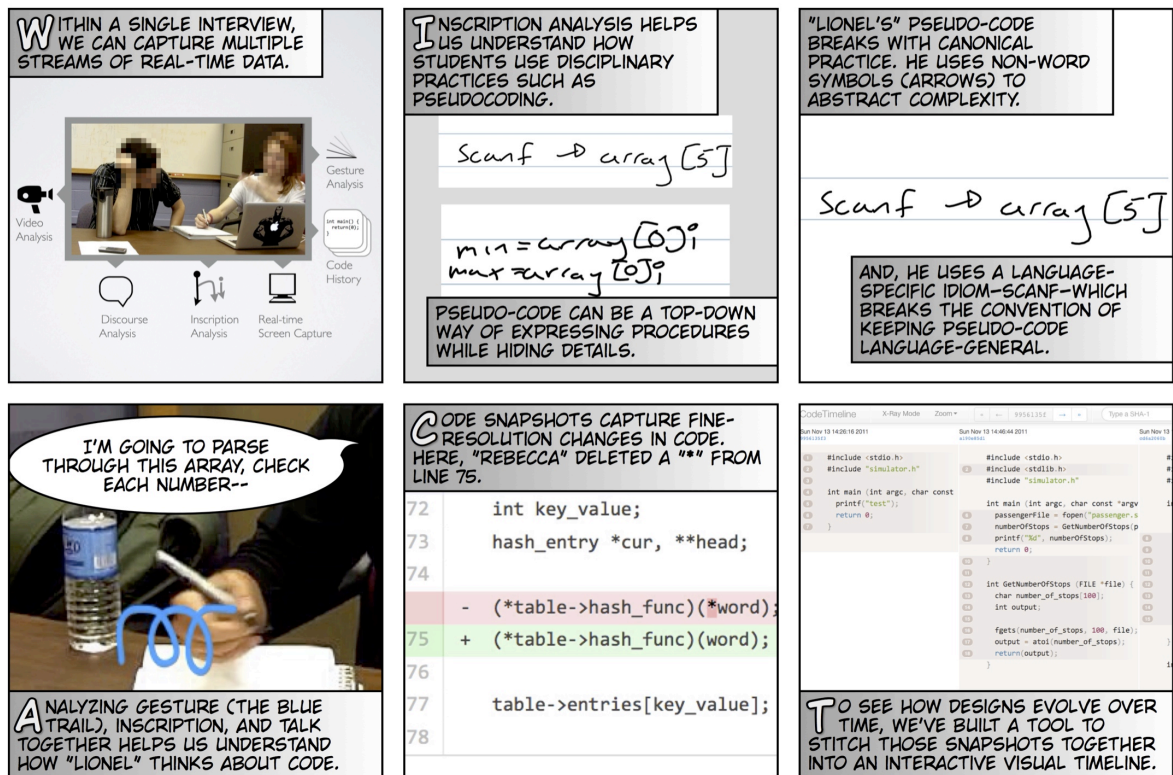 WITHIN A SINGLE INTERVIEW,
WE CAN CAPTURE MULTIPLE
STREAMS OF REAL-TIME DATA.
Video
Analysis
Gesture
Analysis
int main() {
return(0);
}
Code
History
Discourse
Analysis
Inscription
Analysis
Real-time
Screen Capture
INSCRIPTION ANALYSIS HELPS
US UNDERSTAND HOW
STUDENTS USE DISCIPLINARY
PRACTICES SUCH AS
PSEUDOCODING.
Scanf → array [5]
min = array [0];
max = array [0];
PSEUDO-CODE CAN BE A TOP-DOWN
WAY OF EXPRESSING PROCEDURES
WHILE HIDING DETAILS.
"LIONEL'S" PSEUDO-CODE
BREAKS WITH CANONICAL
PRACTICE. HE USES NON-WORD
SYMBOLS (ARROWS) TO
ABSTRACT COMPLEXITY.
Scanf → array [5]
AND, HE USES A LANGUAGE-
SPECIFIC IDIOM–SCANF–WHICH
BREAKS THE CONVENTION OF
KEEPING PSEUDO-CODE
LANGUAGE-GENERAL.
I'M GOING TO PARSE
THROUGH THIS ARRAY, CHECK
EACH NUMBER--
ANALYZING GESTURE (THE BLUE
TRAIL), INSCRIPTION, AND TALK
TOGETHER HELPS US UNDERSTAND
HOW "LIONEL" THINKS ABOUT CODE.
CODE SNAPSHOTS CAPTURE FINE-
RESOLUTION CHANGES IN CODE.
HERE, "REBECCA" DELETED A "*" FROM
LINE 75.
72 int key_value;
73 hash_entry *cur, **head;
74
- (*table->hash_func)(*word);
75 + (*table->hash_func)(word);
76
77 table->entries[key_value];
78
CodeTimeline X-Ray Mode Zoom 9956135f Type a SHA-1
Sun Nov 13 14:26:16 2011
#include <stdio.h>
#include "simulator.h"
int main (int argc, char const
printf("test");
return 0;
}
Sun Nov 13 14:46:44 2011
#include <stdio.h>
#include <stdlib.h>
#include "simulator.h"
int main (int argc, char const *argv
passengerFile = fopen("passenger.s
numberOfStops = GetNumberOfStops(p
printf("%d", numberOfStops);
return 0;
}
int GetNumberOfStops (FILE *file) {
char number_of_stops[100];
int output;
fgets(number_of_stops, 100, file);
output = atoi(number_of_stops);
return(output);
}
Sun Nov 13
TO SEE HOW DESIGNS EVOLVE OVER
TIME, WE'VE BUILT A TOOL TO
STITCH THOSE SNAPSHOTS TOGETHER
INTO AN INTERACTIVE VISUAL TIMELINE.